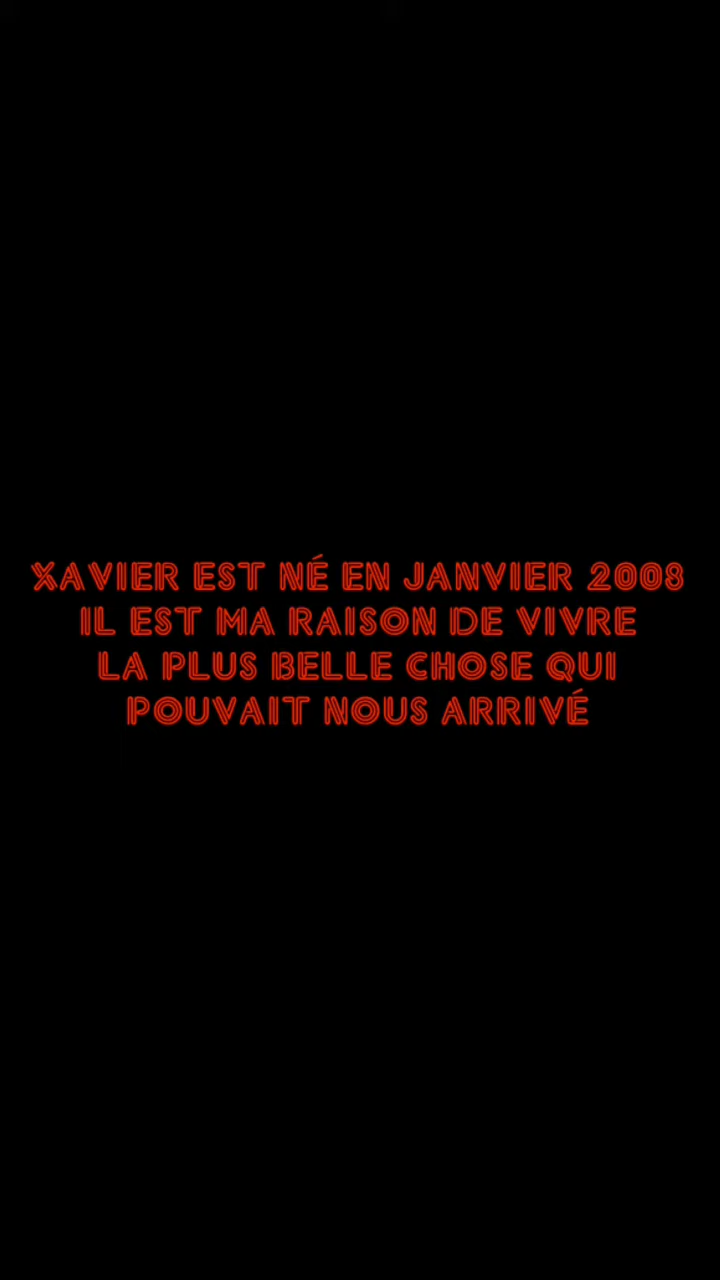 XAVIER EST NÉ EN JANVIER 2008
IL EST MA RAISON DE VIVRE
LA PLUS BELLE CHOSE QUI
POUVAIT NOUS ARRIVÉ